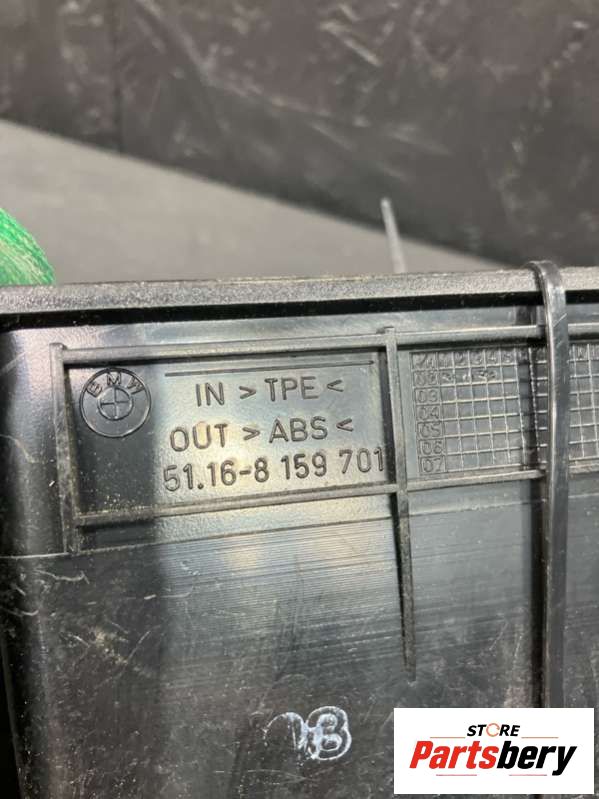 BMW
IN > TPE <
OUT > ABS <
51.16-8 159 701
03
04
05
06
07
STORE
Partsbery